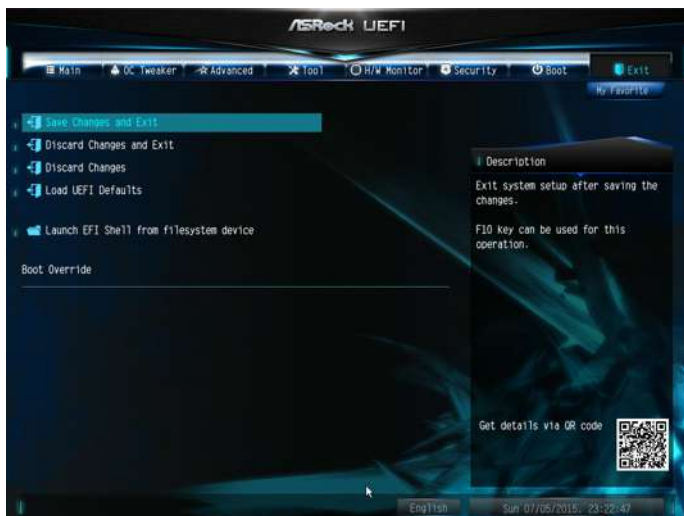 ASRock UEFI
Main OC Tweaker Advanced Tool H/W Monitor Security Boot Exit
My Favorite
Save Changes and Exit
Discard Changes and Exit
Discard Changes
Load UEFI Defaults
Launch EFI Shell from filesystem device
Boot Override
Description
Exit system setup after saving the
changes.
F10 key can be used for this
operation.
Get details via QR code
English
Sun 07/05/2015. 23:22:47